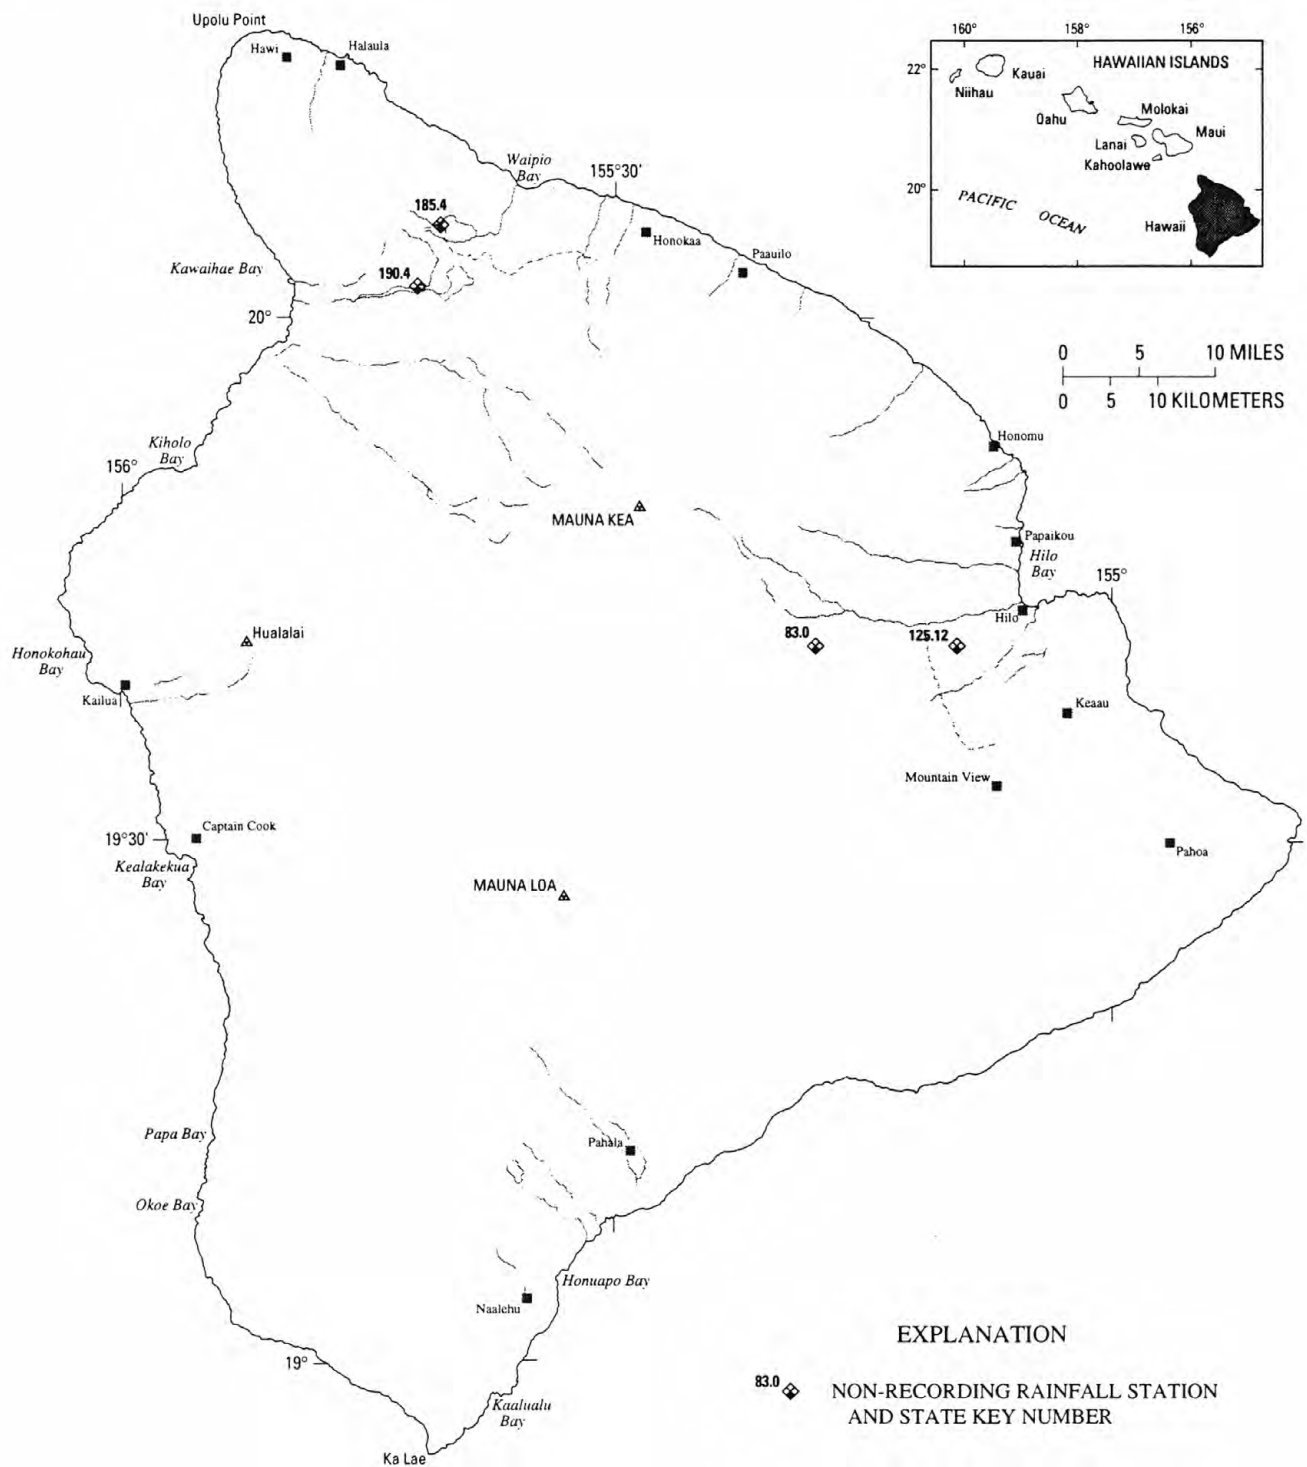 Upolu Point
Hawi
Halaula
Waipio
Bay
155°30'
185.4
Honokaa
Kawaihae Bay
190.4
Paauilo
20°
Kiholo
Bay
156°
Honomu
MAUNA KEA
Papaikou
Hilo
Bay
155°
Hilo
83.0
125.12
Hualalai
Honokohau
Bay
Kailua
Keaau
Mountain View
19°30'
Captain Cook
Kealakekua
Bay
Pahoa
MAUNA LOA
Papa Bay
Pahala
Okoe Bay
Honuapo Bay
Naalehu
19°
Kaalualu
Bay
Ka Lae
160°
158°
156°
HAWAIIAN ISLANDS
22°
Kauai
Niihau
Oahu
Molokai
Lanai
Maui
Kahoolawe
20°
PACIFIC OCEAN
Hawaii
0 5 10 MILES
0 5 10 KILOMETERS
EXPLANATION
83.0
NON-RECORDING RAINFALL STATION
AND STATE KEY NUMBER